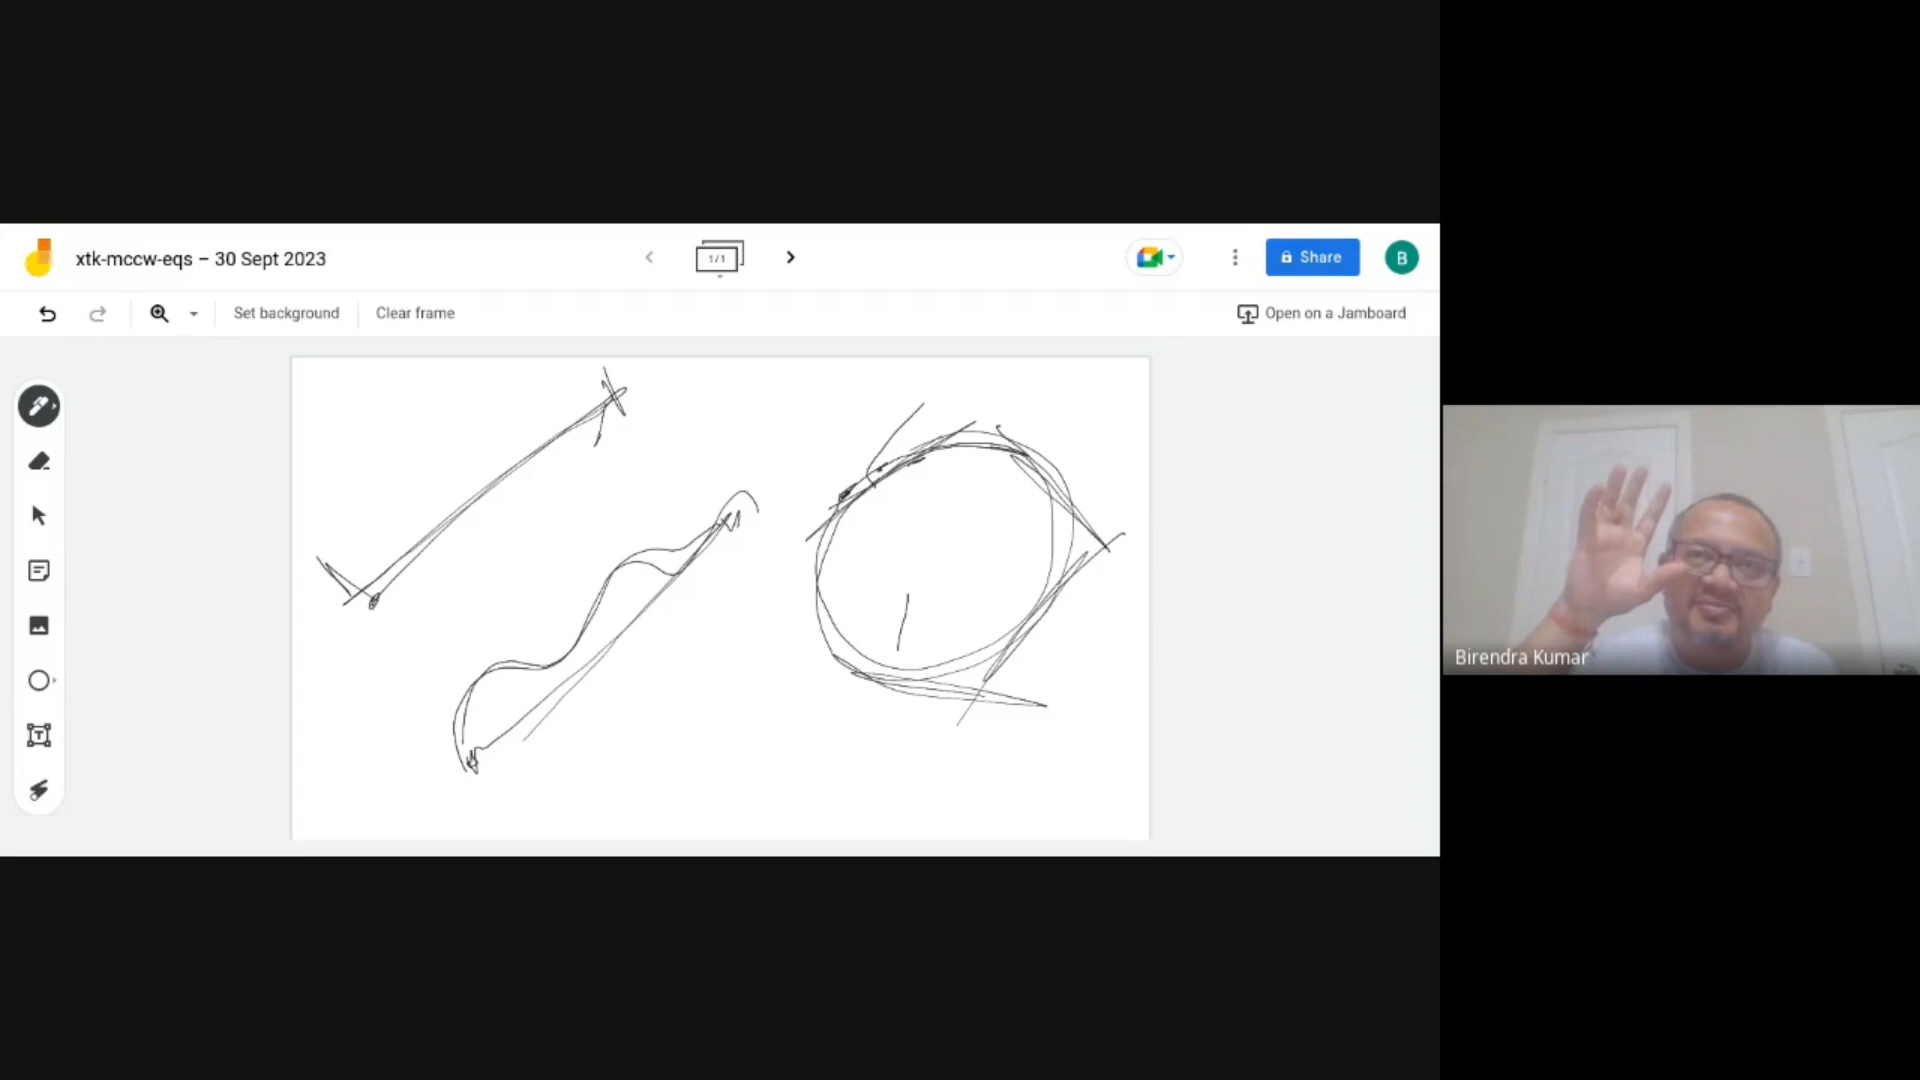 xtk-mccw-eqs – 30 Sept 2023
1/1
Share
B
Set background
Clear frame
Open on a Jamboard
Birendra Kumar